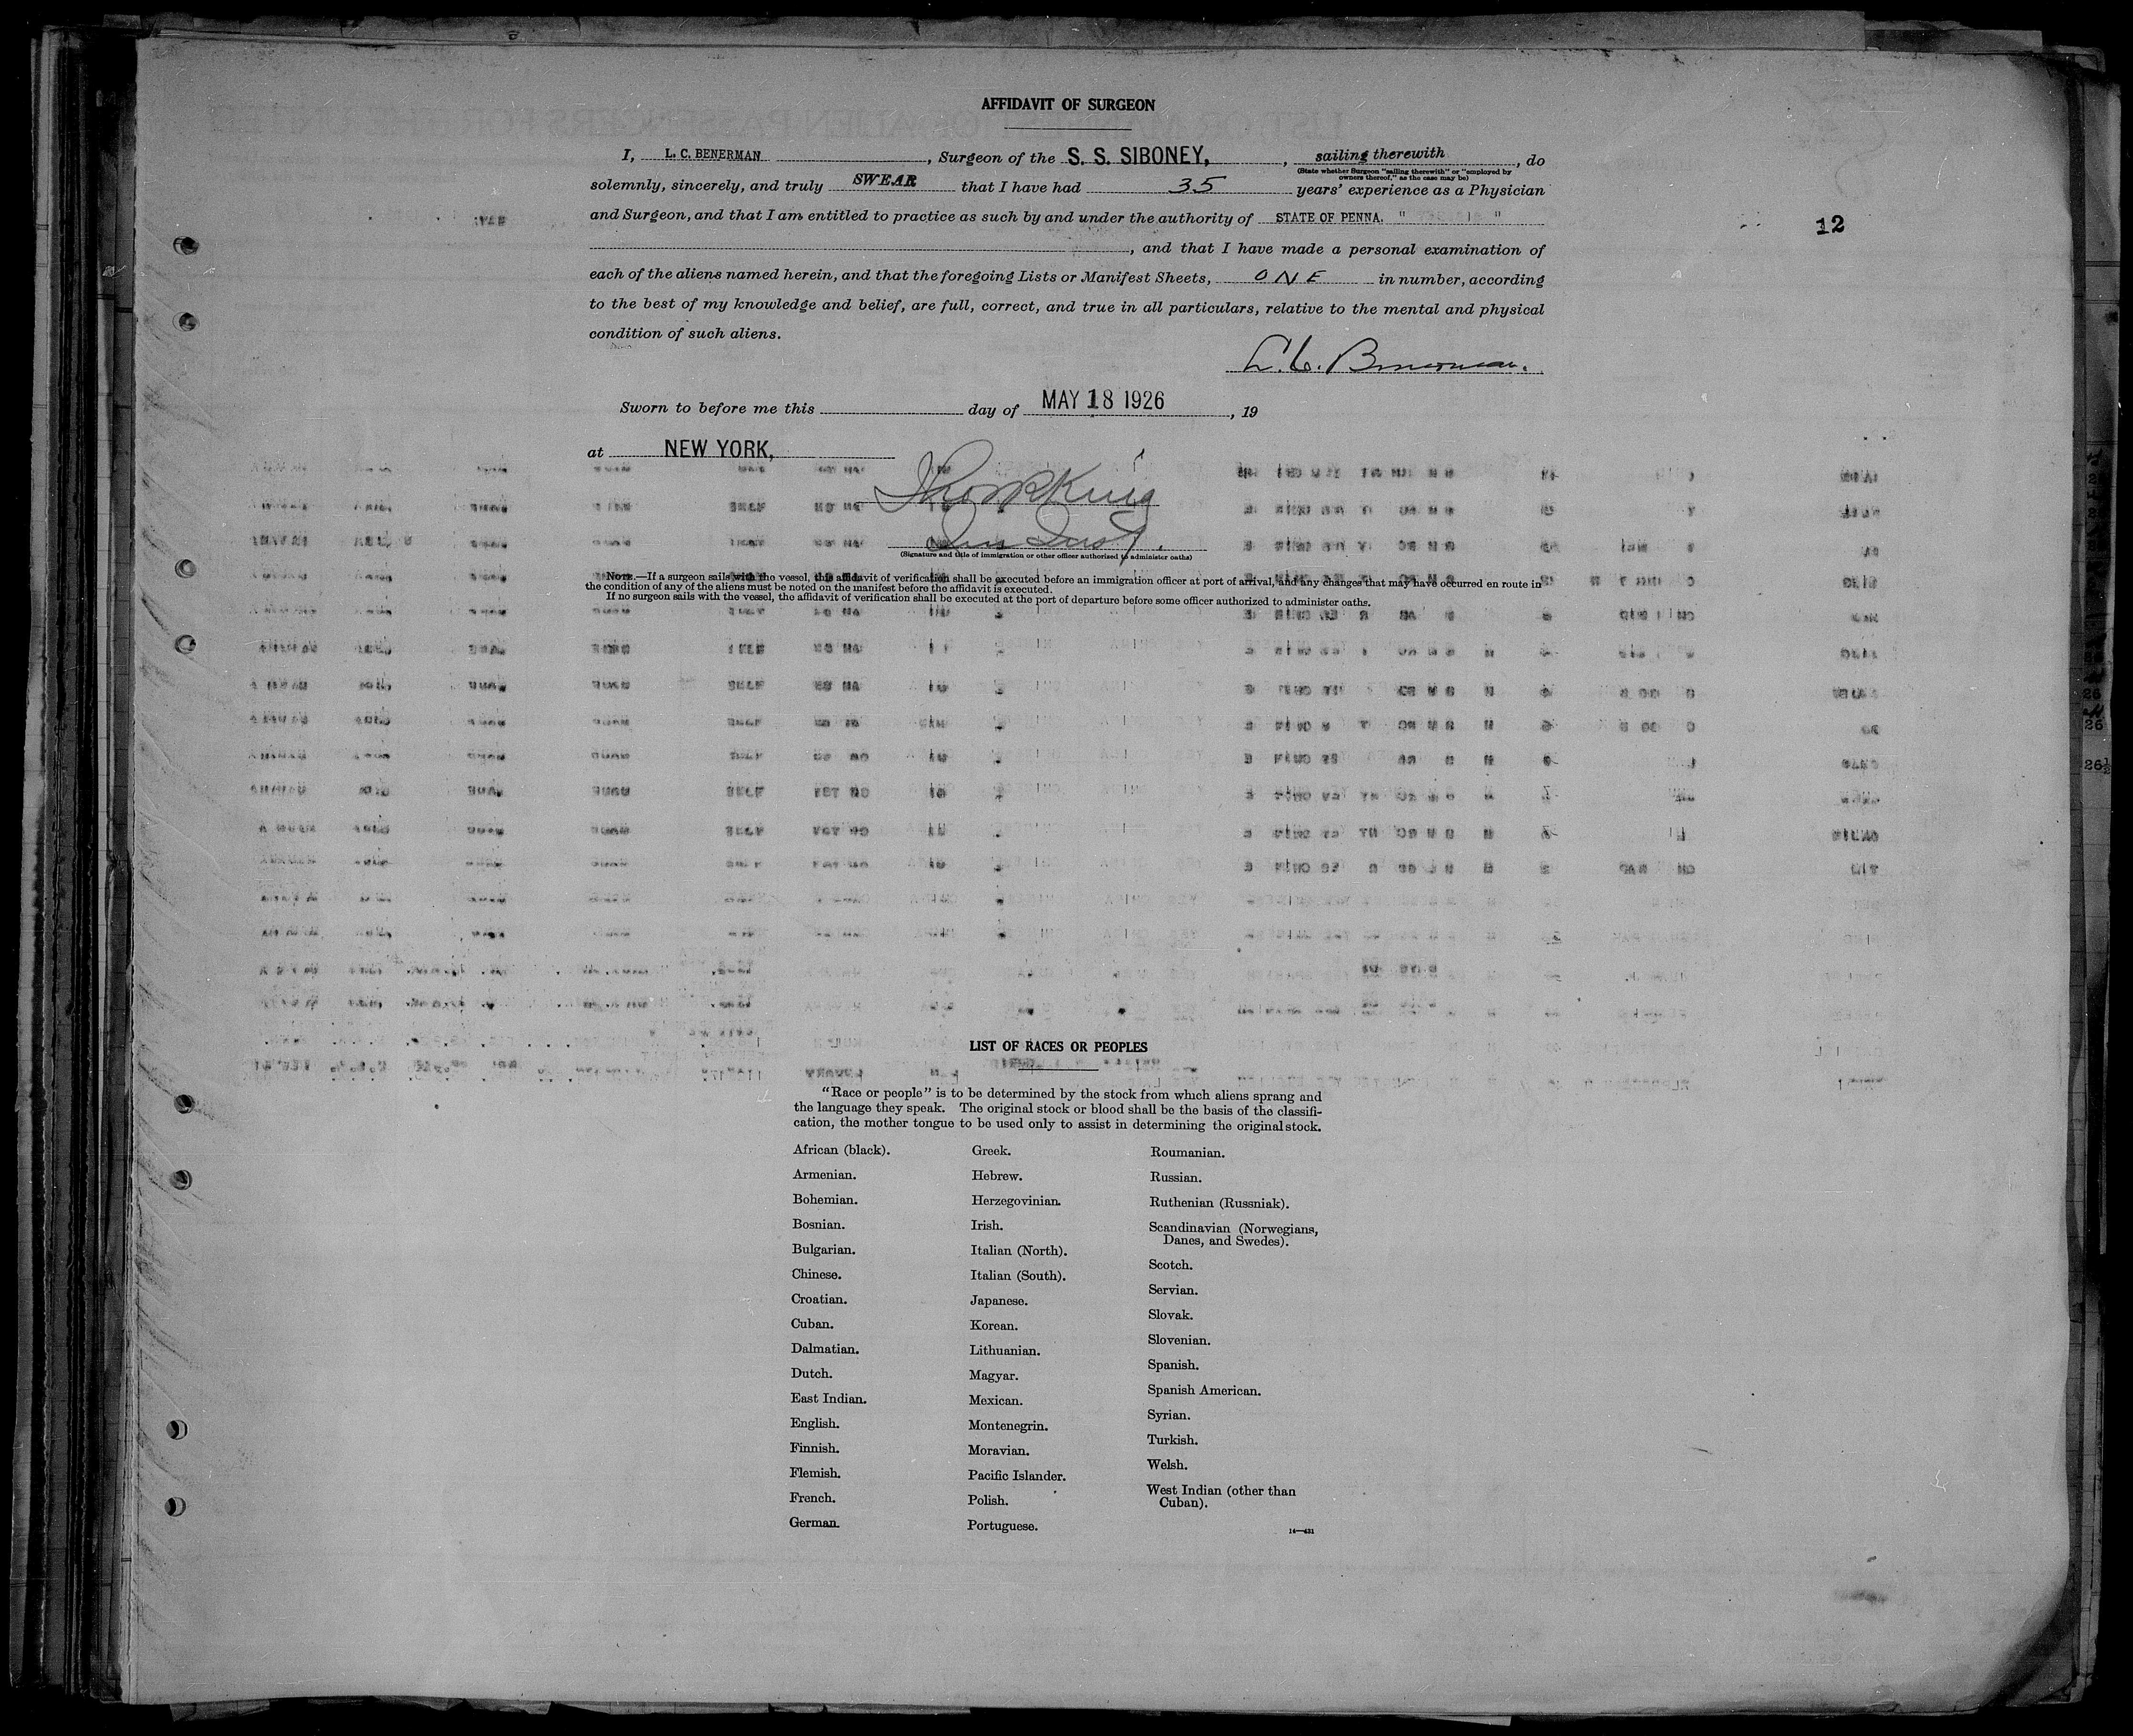 AFFIDAVIT OF SURGEON
I, L. C. BENERMAN, Surgeon of the S. S. SIBONEY, , sailing therewith, do
(State whether Surgeon "sailing therewith" or "employed by owners thereof," as the case may be)
solemnly, sincerely, and truly SWEAR that I have had 35 years' experience as a Physician
and Surgeon, and that I am entitled to practice as such by and under the authority of STATE OF PENNA. " "
12
, and that I have made a personal examination of
each of the aliens named herein, and that the foregoing Lists or Manifest Sheets, ONE in number, according
to the best of my knowledge and belief, are full, correct, and true in all particulars, relative to the mental and physical
condition of such aliens.
L. C. Benerman.
Sworn to before me this day of MAY 18 1926, 19
at NEW YORK,
King
(Signature and title of immigration or other officer authorized to administer oaths)
NOTE.—If a surgeon sails with the vessel, this affidavit of verification shall be executed before an immigration officer at port of arrival, and any changes that may have occurred en route in
the condition of any of the aliens must be noted on the manifest before the affidavit is executed.
If no surgeon sails with the vessel, the affidavit of verification shall be executed at the port of departure before some officer authorized to administer oaths.
26
26
26½
LIST OF RACES OR PEOPLES
"Race or people" is to be determined by the stock from which aliens sprang and
the language they speak. The original stock or blood shall be the basis of the classifi-
cation, the mother tongue to be used only to assist in determining the original stock.
African (black).
Armenian.
Bohemian.
Bosnian.
Bulgarian.
Chinese.
Croatian.
Cuban.
Dalmatian.
Dutch.
East Indian.
English.
Finnish.
Flemish.
French.
German.
Greek.
Hebrew.
Herzegovinian.
Irish.
Italian (North).
Italian (South).
Japanese.
Korean.
Lithuanian.
Magyar.
Mexican.
Montenegrin.
Moravian.
Pacific Islander.
Polish.
Portuguese.
Roumanian.
Russian.
Ruthenian (Russniak).
Scandinavian (Norwegians,
Danes, and Swedes).
Scotch.
Servian.
Slovak.
Slovenian.
Spanish.
Spanish American.
Syrian.
Turkish.
Welsh.
West Indian (other than
Cuban).
14—431